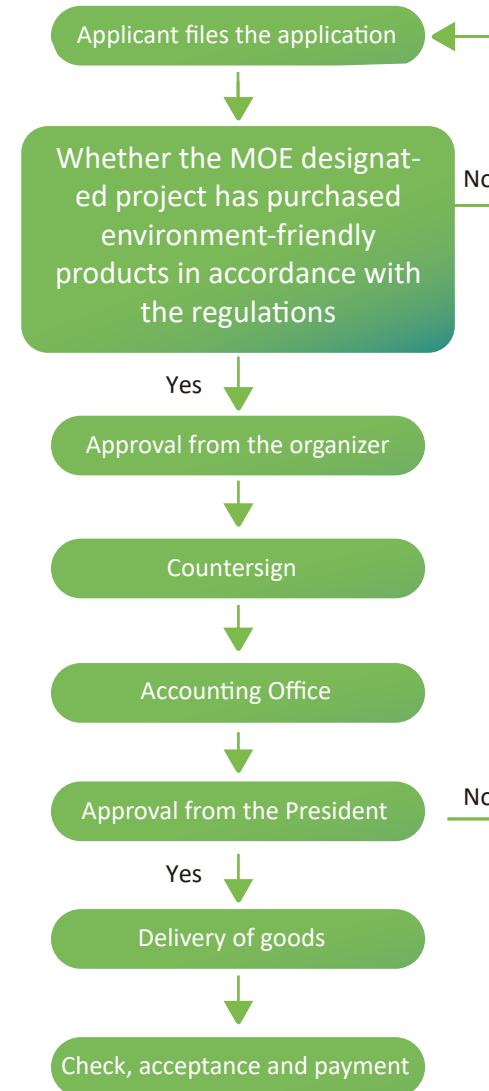 Applicant files the application
Whether the MOE designat-
ed project has purchased
environment-friendly
products in accordance with
the regulations
No
Yes
Approval from the organizer
Countersign
Accounting Office
Approval from the President
No
Yes
Delivery of goods
Check, acceptance and payment